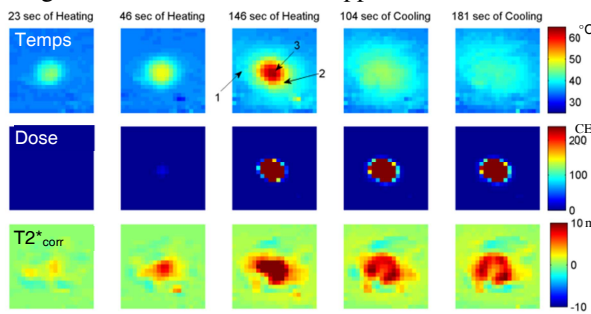 23 sec of Heating 46 sec of Heating 146 sec of Heating 104 sec of Cooling 181 sec of Cooling
Temps
1
2
3
°C
60
50
40
30
Dose
CE
200
100
0
T2*corr
10 m
0
-10